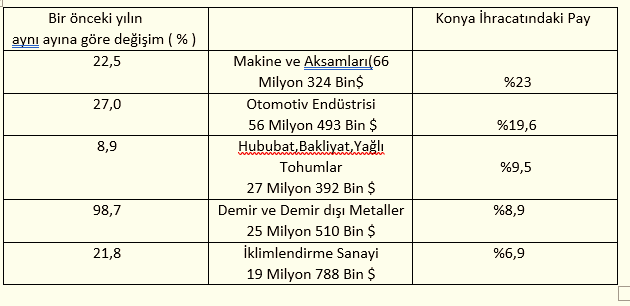 Bir önceki yılın
aynı ayına göre değişim ( % )
Konya İhracatındaki Pay
22,5
Makine ve Aksamları(66
Milyon 324 Bin$
%23
27,0
Otomotiv Endüstrisi
56 Milyon 493 Bin $
%19,6
8,9
Hububat,Bakliyat,Yağlı
Tohumlar
27 Milyon 392 Bin $
%9,5
98,7
Demir ve Demir dışı Metaller
25 Milyon 510 Bin $
%8,9
21,8
İklimlendirme Sanayi
19 Milyon 788 Bin $
%6,9